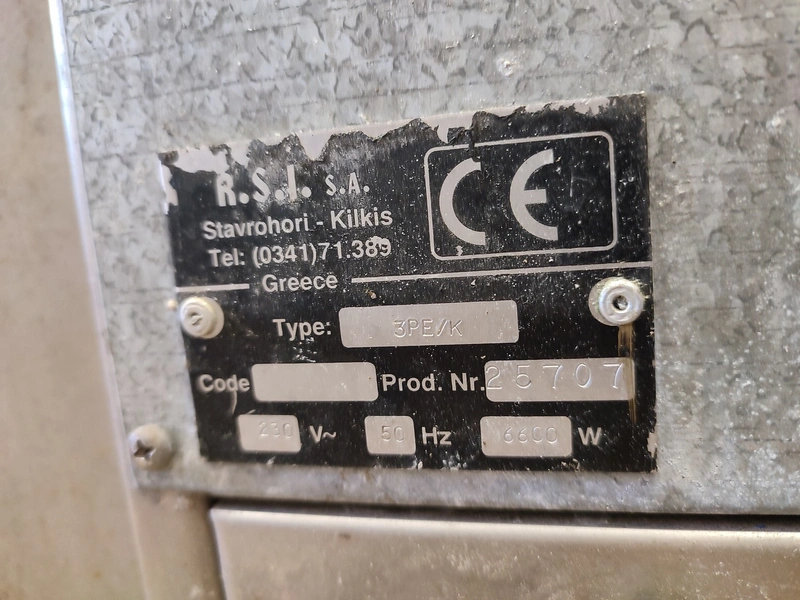 R.S.I. S.A.
CE
Stavrohori - Kilkis
Tel: (0341)71.389
Greece
Type: 3PE/K
Code Prod. Nr. 25707
230 V~ 50 Hz 6600 W